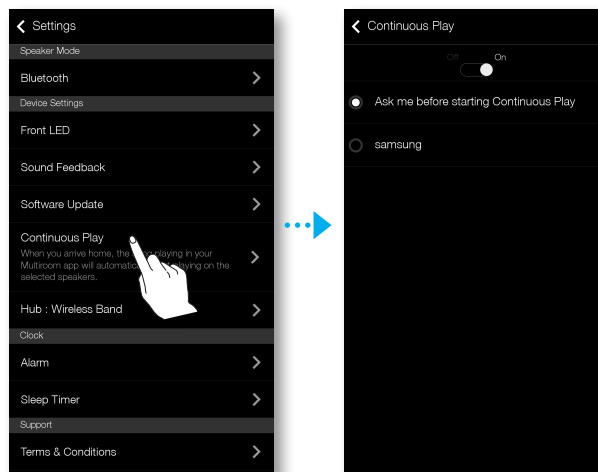 Settings
Speaker Mode
Bluetooth
Device Settings
Front LED
Sound Feedback
Software Update
Continuous Play
When you arrive home, the playing in your
Multiroom app will playing on the
selected speakers.
Hub : Wireless Band
Clock
Alarm
Sleep Timer
Support
Terms & Conditions
Continuous Play
Off On
Ask me before starting Continuous Play
samsung